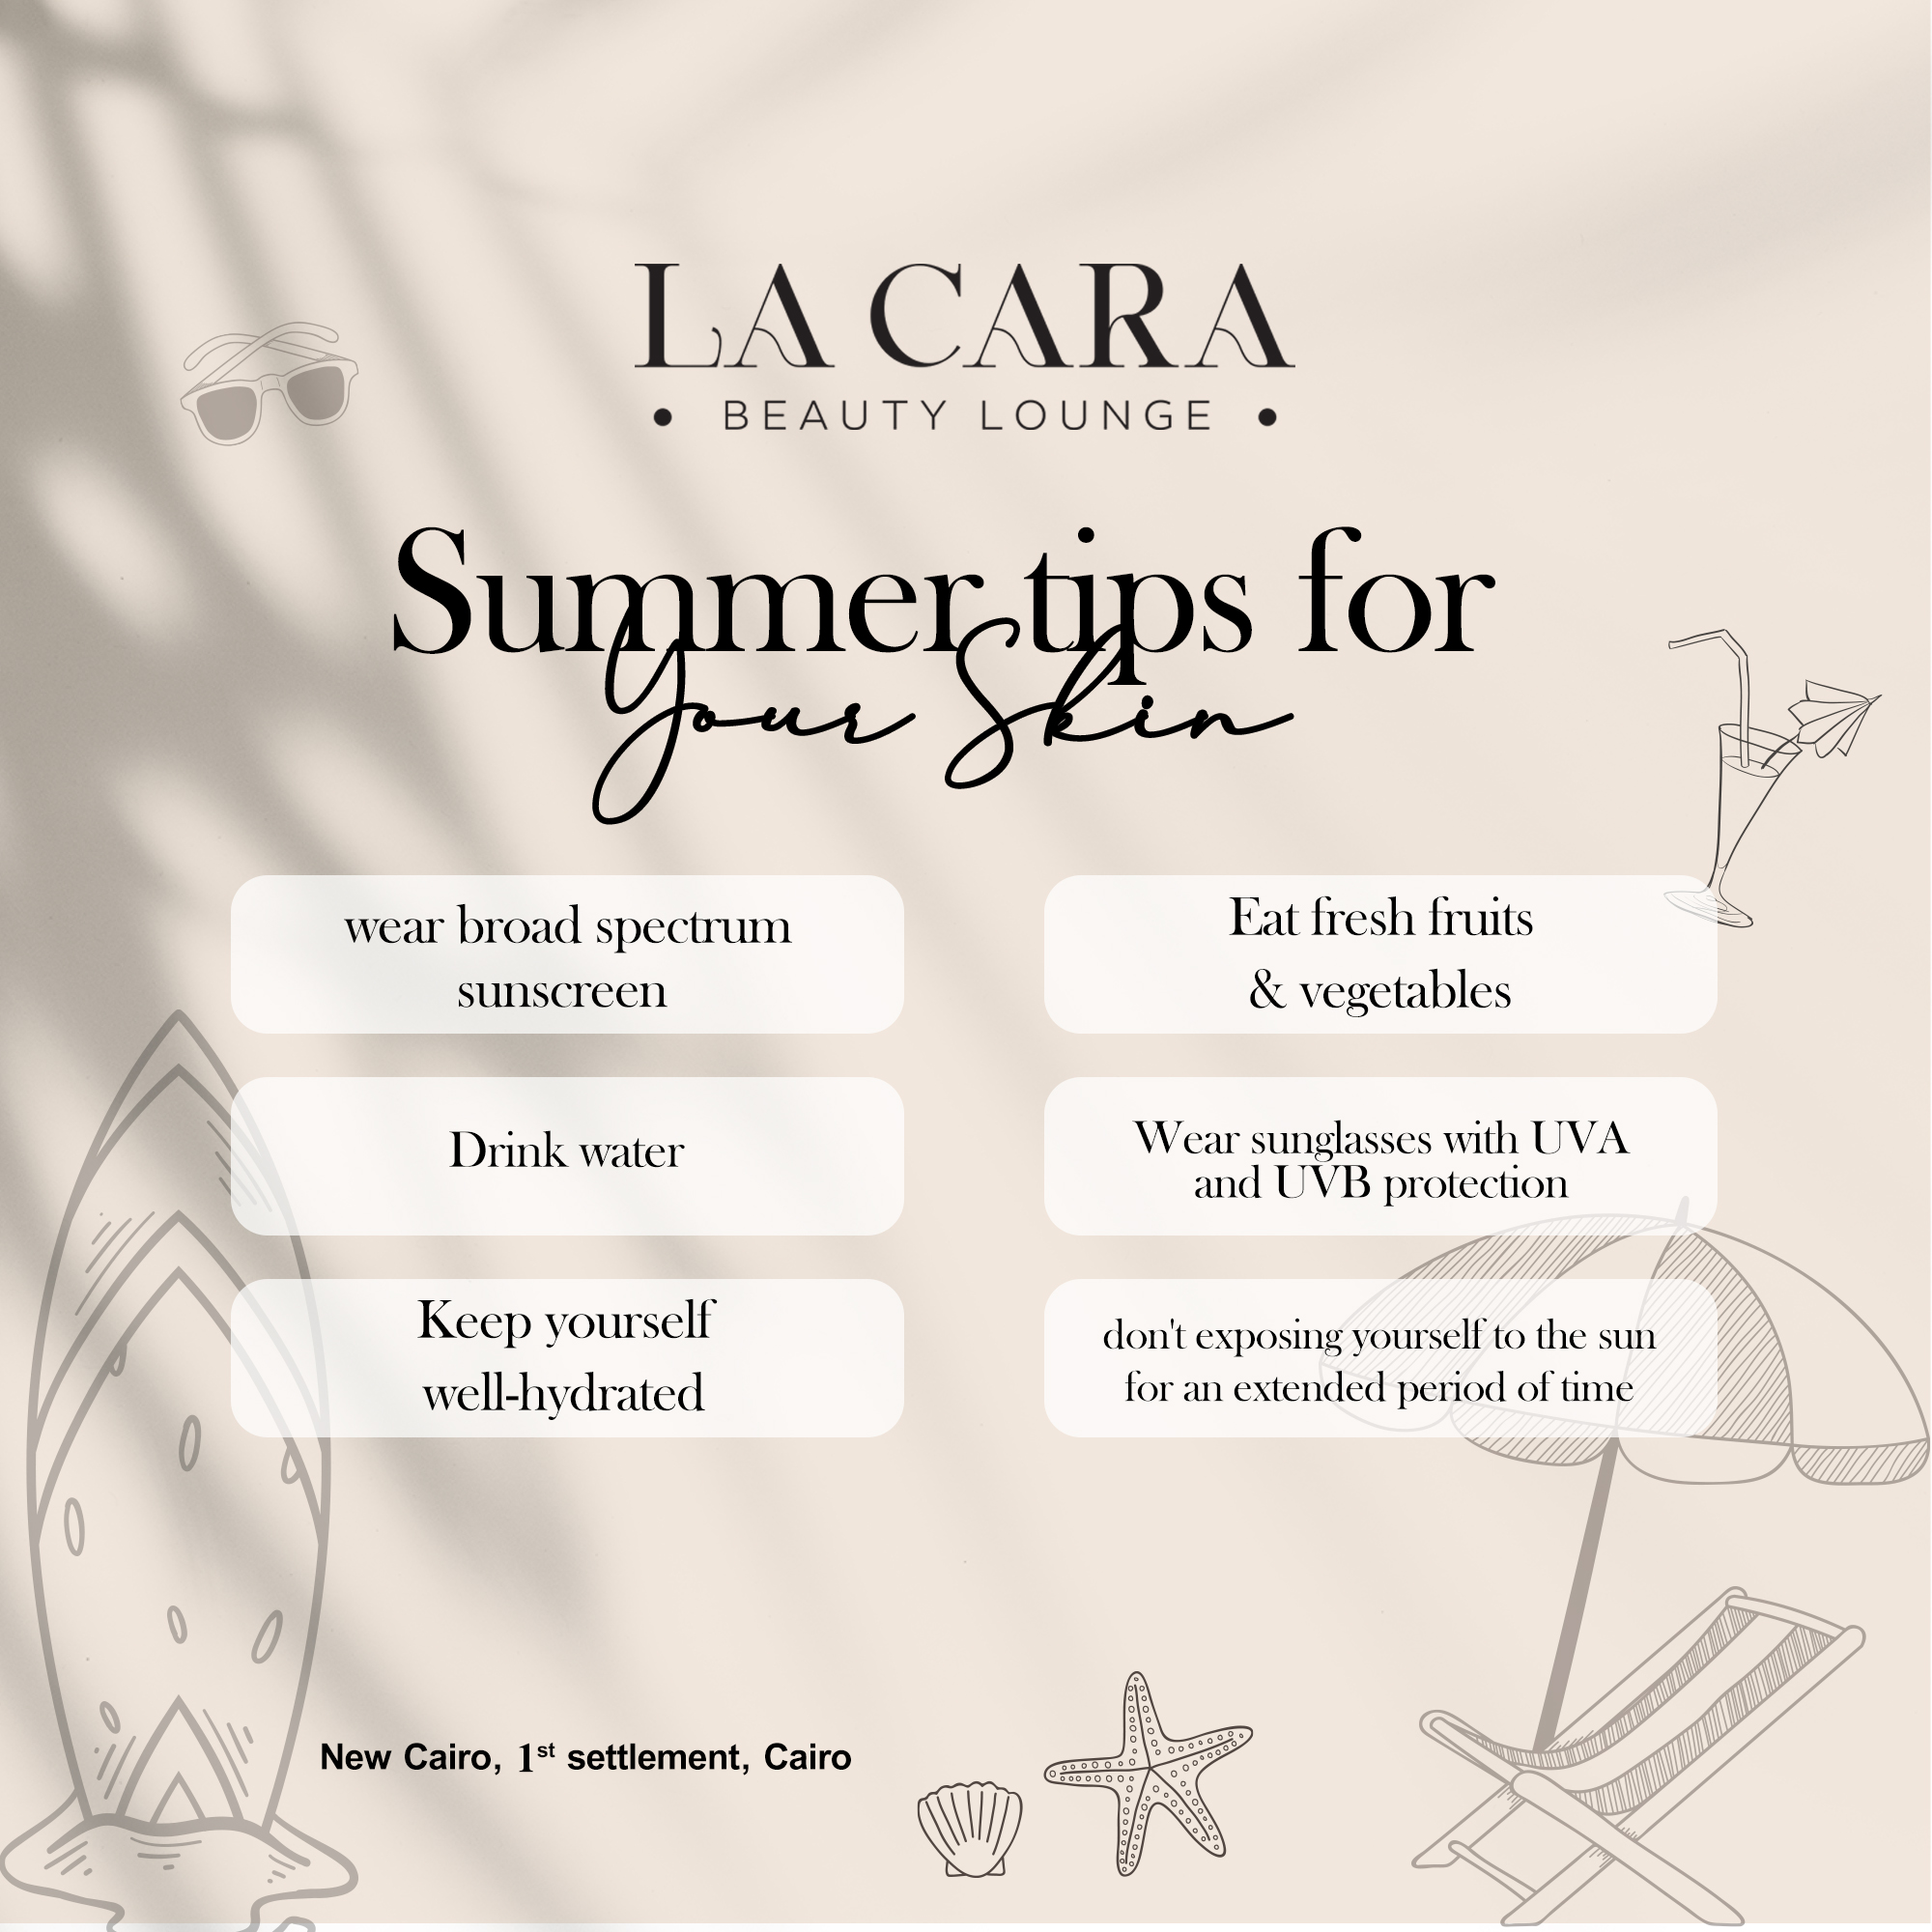 LA CARA
• BEAUTY LOUNGE •
Summer tips for
Your Skin
wear broad spectrum
sunscreen
Eat fresh fruits
& vegetables
Drink water
Wear sunglasses with UVA
and UVB protection
Keep yourself
well-hydrated
don't exposing yourself to the sun
for an extended period of time
New Cairo, 1st settlement, Cairo